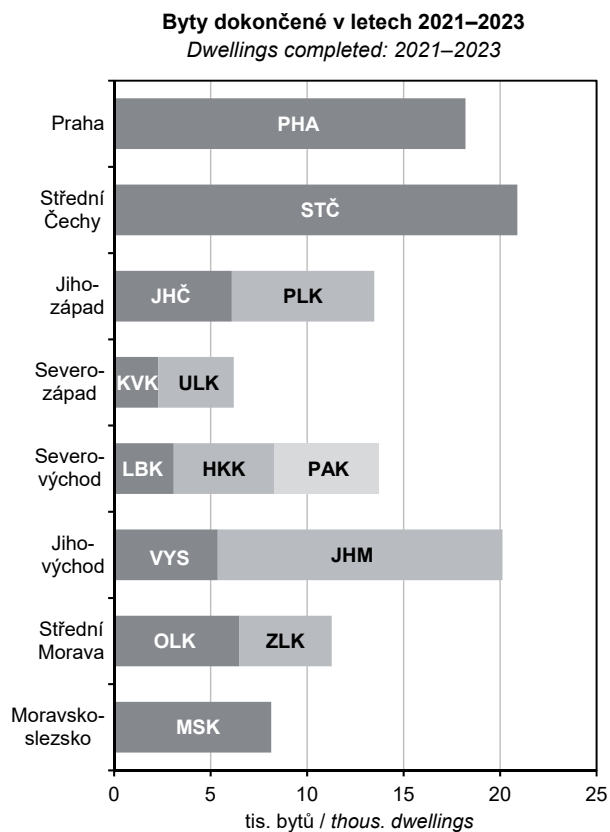 Byty dokončené v letech 2021–2023
Dwellings completed: 2021–2023
Praha
PHA
Střední
Čechy
STČ
Jiho-
západ
JHČ PLK
Severo-
západ
KVK ULK
Severo-
východ
LBK HKK PAK
Jiho-
východ
VYS JHM
Střední
Morava
OLK ZLK
Moravsko-
slezsko
MSK
0 5 10 15 20 25
tis. bytů / thous. dwellings